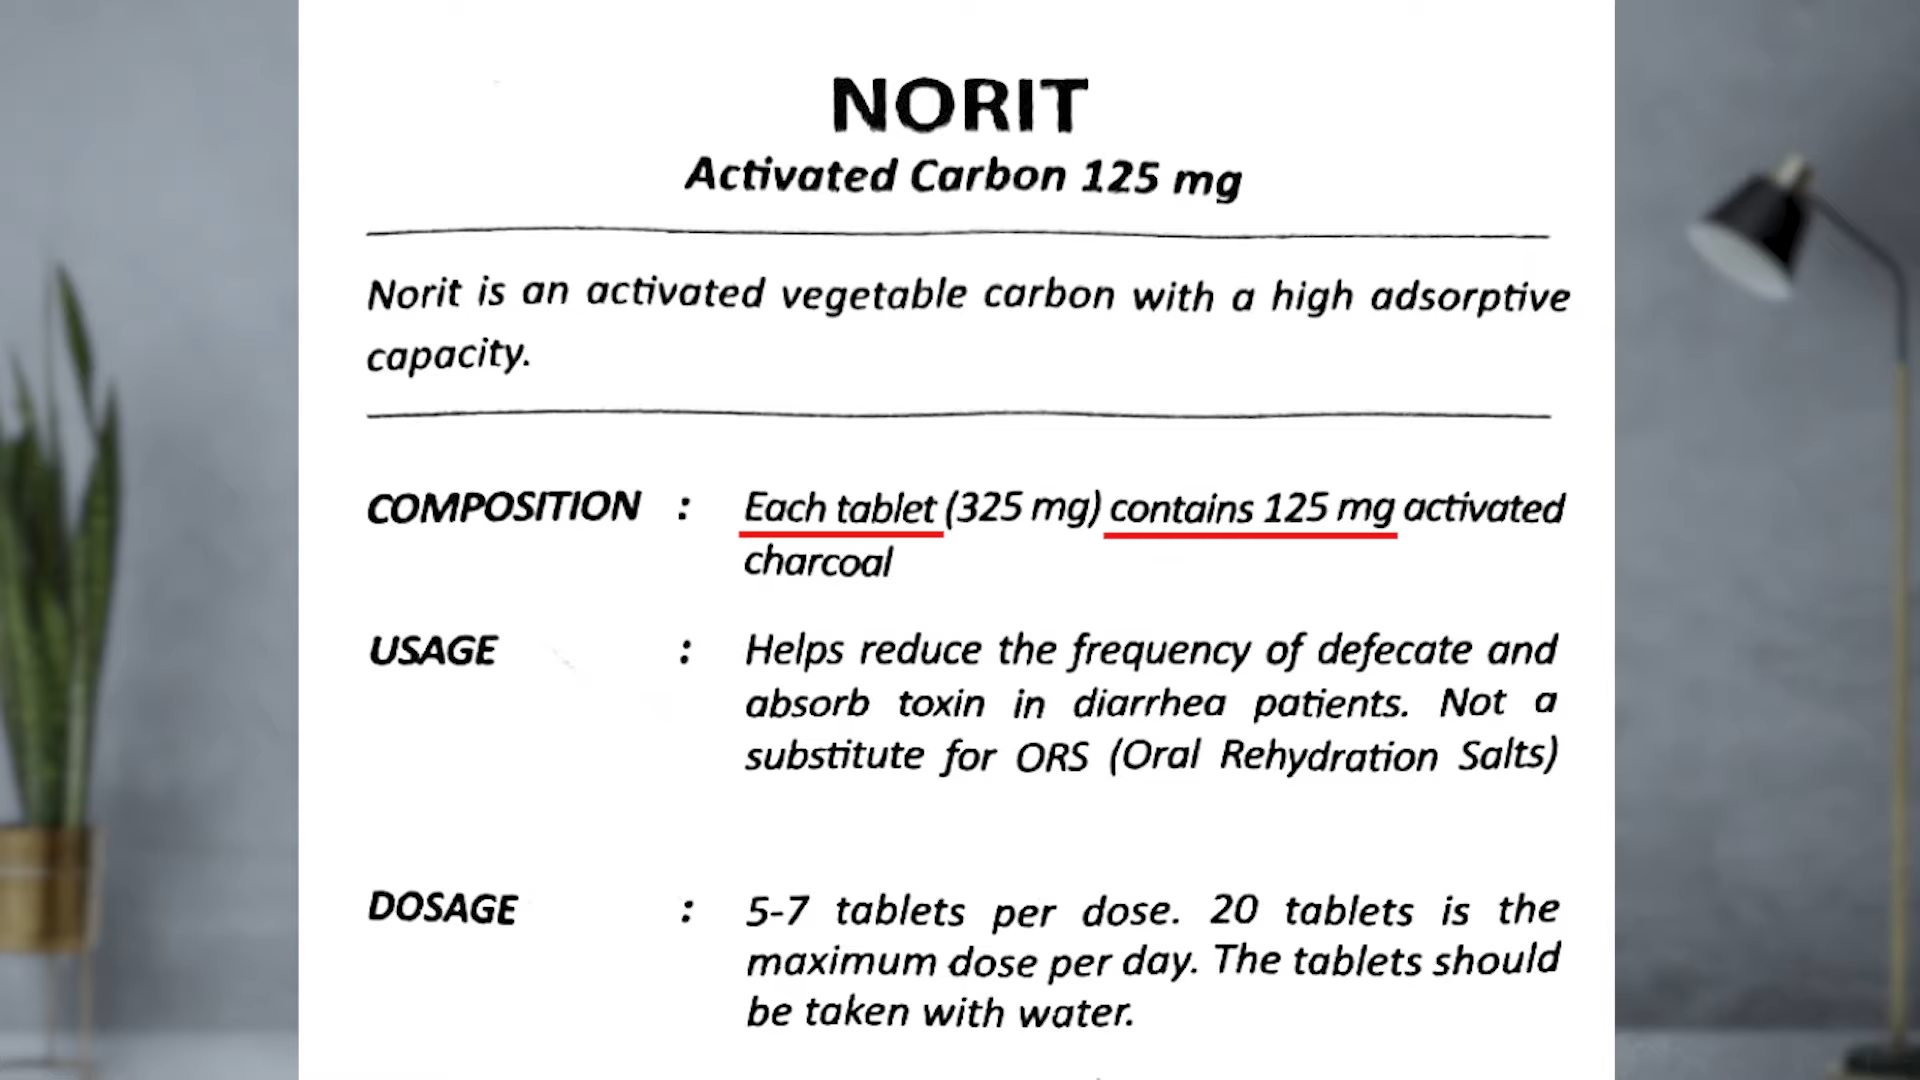 NORIT
Activated Carbon 125 mg
Norit is an activated vegetable carbon with a high adsorptive
capacity.
COMPOSITION : Each tablet (325 mg) contains 125 mg activated
charcoal
USAGE : Helps reduce the frequency of defecate and
absorb toxin in diarrhea patients. Not a
substitute for ORS (Oral Rehydration Salts)
DOSAGE : 5-7 tablets per dose. 20 tablets is the
maximum dose per day. The tablets should
be taken with water.